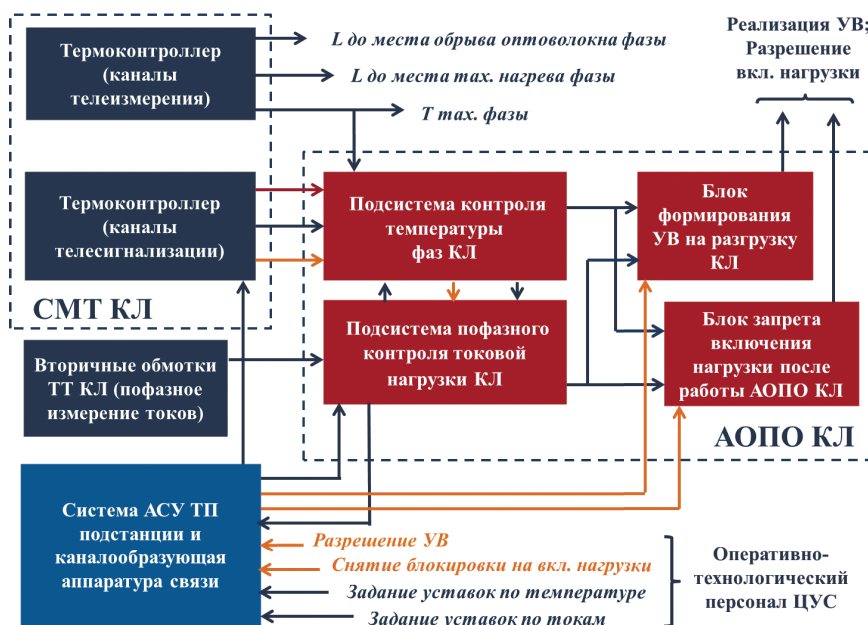 Термоконтроллер
(каналы
телеизмерения)
L до места обрыва оптоволокна фазы
L до места max. нагрева фазы
T max. фазы
Реализация УВ;
Разрешение
вкл. нагрузки
Термоконтроллер
(каналы
телесигнализации)
СМТ КЛ
Подсистема контроля
температуры
фаз КЛ
Блок
формирования
УВ на разгрузку
КЛ
Вторичные обмотки
ТТ КЛ (пофазное
измерение токов)
Подсистема пофазного
контроля токовой
нагрузки КЛ
Блок запрета
включения
нагрузки после
работы АОПО КЛ
АОПО КЛ
Система АСУ ТП
подстанции и
каналообразующая
аппаратура связи
Разрешение УВ
Снятие блокировки на вкл. нагрузки
Задание уставок по температуре
Задание уставок по токам
Оперативно-
технологический
персонал ЦУС